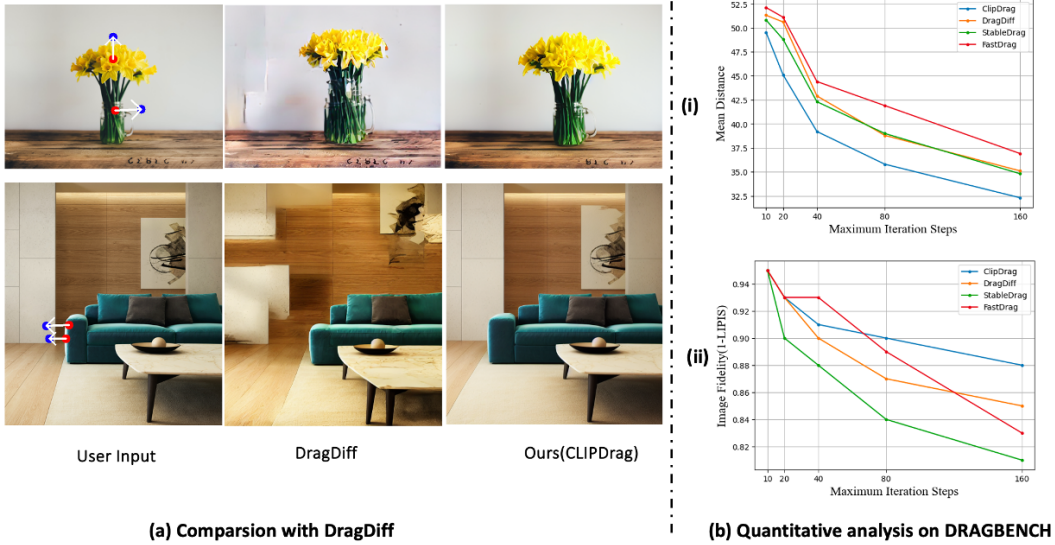 User Input
DragDiff
Ours(CLIPDrag)
(a) Comparsion with DragDiff
(i)
Mean Distance
52.5
50.0
47.5
45.0
42.5
40.0
37.5
35.0
32.5
10 20 40 80 160
Maximum Iteration Steps
ClipDrag
DragDiff
StableDrag
FastDrag
(ii)
Image Fidelity(1-LIPIS)
0.94
0.92
0.90
0.88
0.86
0.84
0.82
10 20 40 80 160
Maximum Iteration Steps
ClipDrag
DragDiff
StableDrag
FastDrag
(b) Quantitative analysis on DRAGBENCH